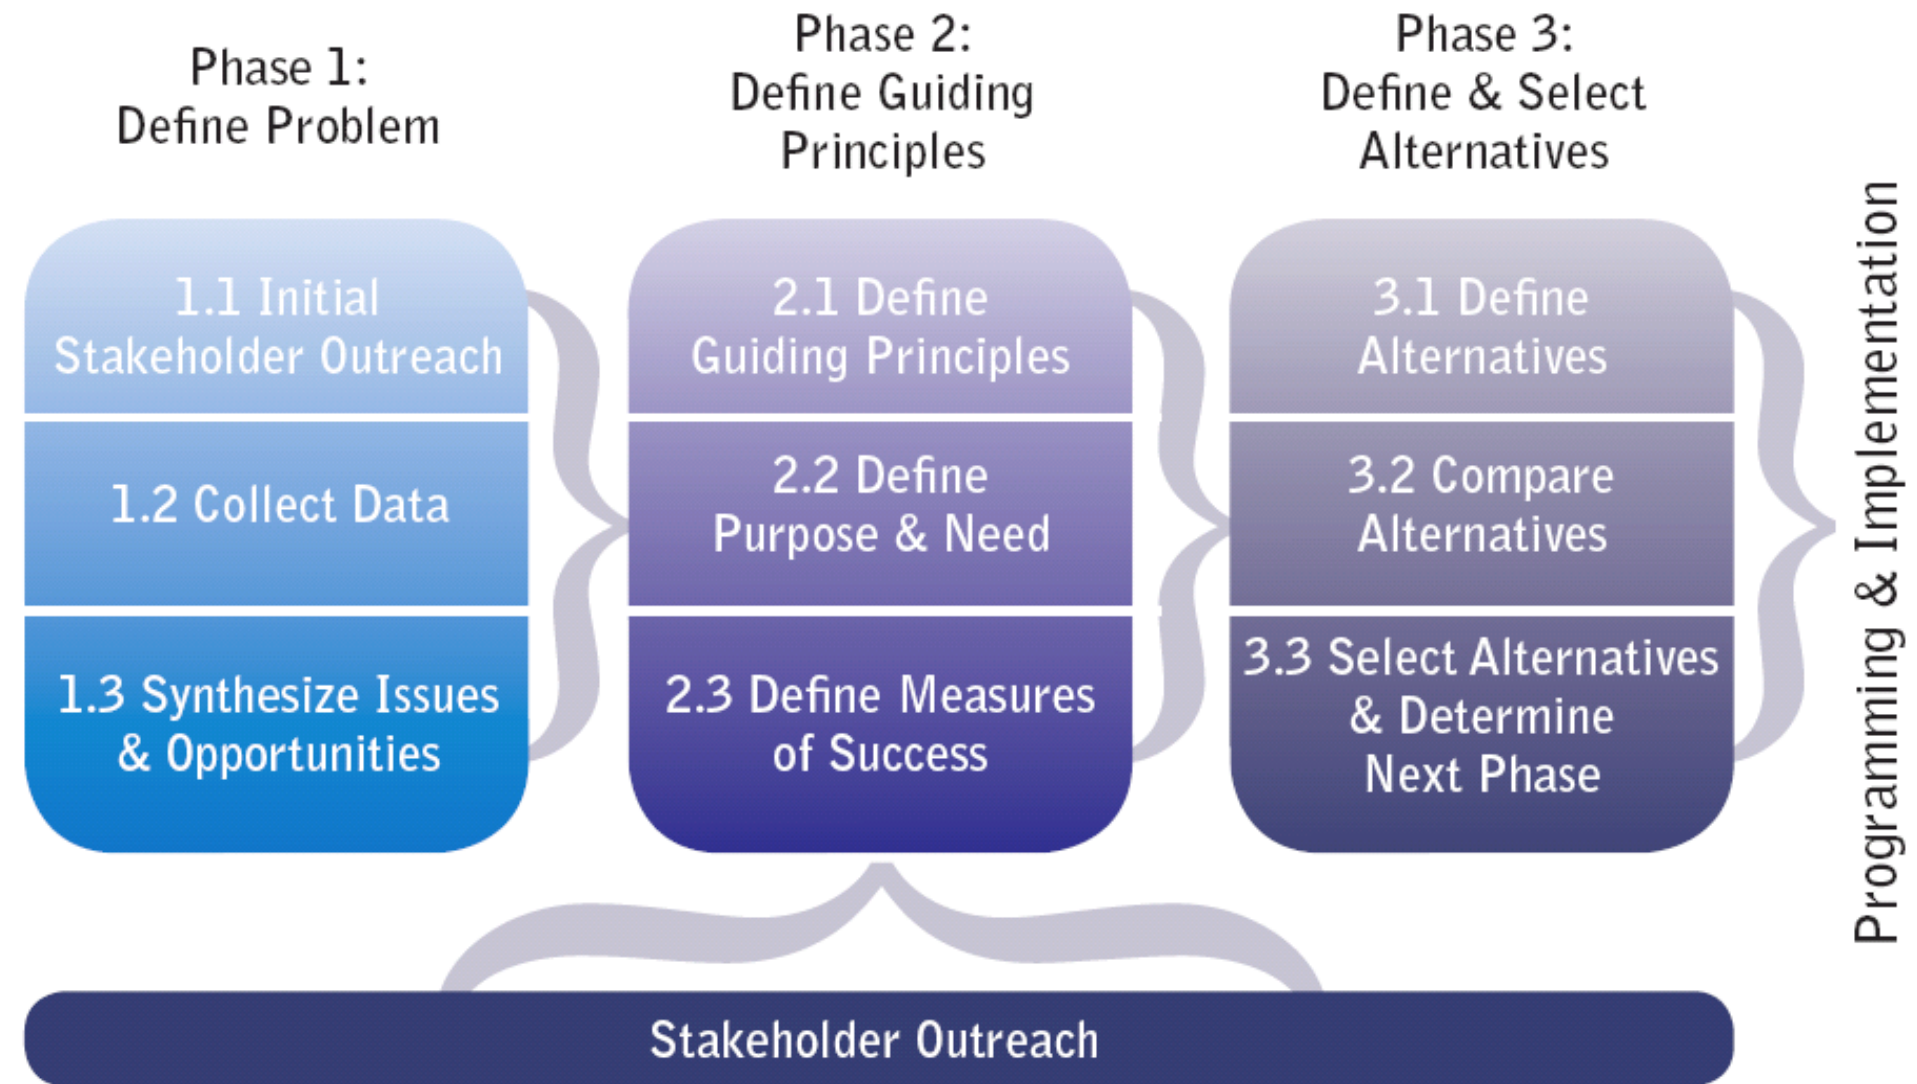 Phase 1:
Define Problem
Phase 2:
Define Guiding
Principles
Phase 3:
Define & Select
Alternatives
1.1 Initial
Stakeholder Outreach
1.2 Collect Data
1.3 Synthesize Issues
& Opportunities
2.1 Define
Guiding Principles
2.2 Define
Purpose & Need
2.3 Define Measures
of Success
3.1 Define
Alternatives
3.2 Compare
Alternatives
3.3 Select Alternatives
& Determine
Next Phase
Programming & Implementation
Stakeholder Outreach